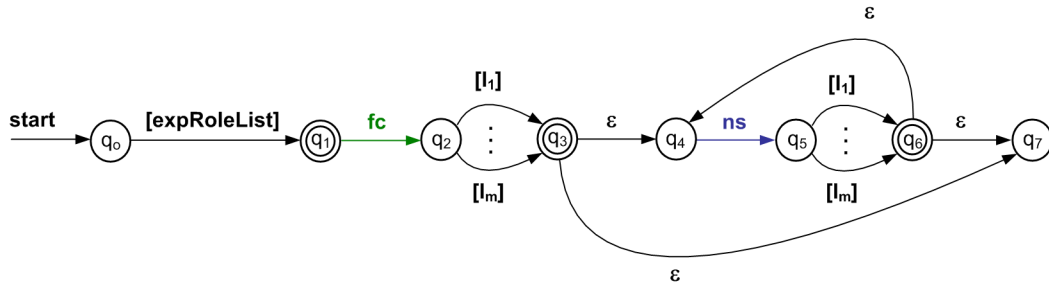 ε
[l₁]
[l₁]
start
[expRoleList]
fc
ε
ns
ε
q₀
q₁
q₂
⋮
q₃
q₄
q₅
⋮
q₆
q₇
[lₘ]
[lₘ]
ε